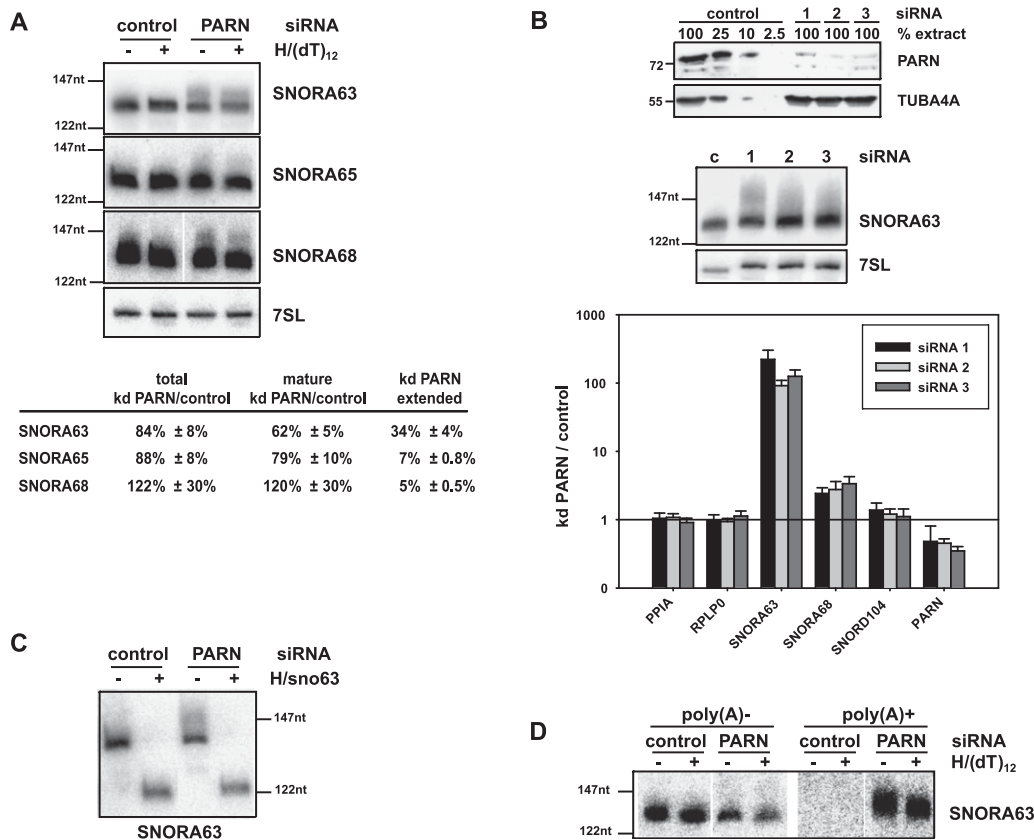 A
control PARN siRNA
- + - + H/(dT)12
147nt
122nt
SNORA63
147nt
122nt
SNORA65
147nt
122nt
SNORA68
7SL
total kd PARN/control
mature kd PARN/control
kd PARN extended
SNORA63 84% ± 8% 62% ± 5% 34% ± 4%
SNORA65 88% ± 8% 79% ± 10% 7% ± 0.8%
SNORA68 122% ± 30% 120% ± 30% 5% ± 0.5%
B
control 1 2 3 siRNA
100 25 10 2.5 100 100 100 % extract
72 PARN
55 TUBA4A
c 1 2 3 siRNA
147nt
122nt
SNORA63
7SL
kd PARN / control
1000
100
10
1
0
siRNA 1
siRNA 2
siRNA 3
PPIA
RPLP0
SNORA63
SNORA68
SNORD104
PARN
C
control PARN siRNA
- + - + H/sno63
147nt
122nt
SNORA63
D
poly(A)- poly(A)+
control PARN control PARN siRNA
- + - + - + - + H/(dT)12
147nt
122nt
SNORA63